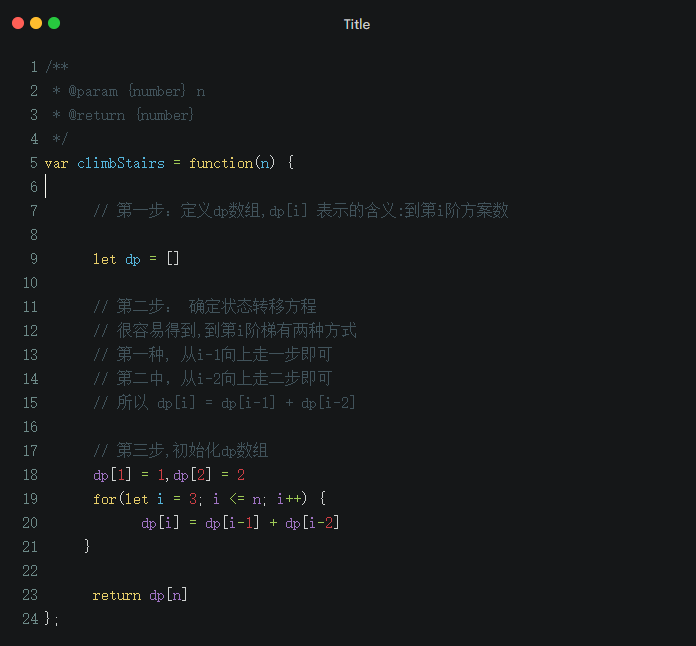 Title
1 /**
2  * @param {number} n
3  * @return {number}
4  */
5 var climbStairs = function(n) {
6
7       // 第一步: 定义dp数组,dp[i] 表示的含义:到第i阶方案数
8
9       let dp = []
10
11       // 第二步： 确定状态转移方程
12       // 很容易得到,到第i阶梯有两种方式
13       // 第一种, 从i-1向上走一步即可
14       // 第二中, 从i-2向上走二步即可
15       // 所以 dp[i] = dp[i-1] + dp[i-2]
16
17       // 第三步,初始化dp数组
18       dp[1] = 1,dp[2] = 2
19       for(let i = 3; i <= n; i++) {
20             dp[i] = dp[i-1] + dp[i-2]
21      }
22
23       return dp[n]
24 };